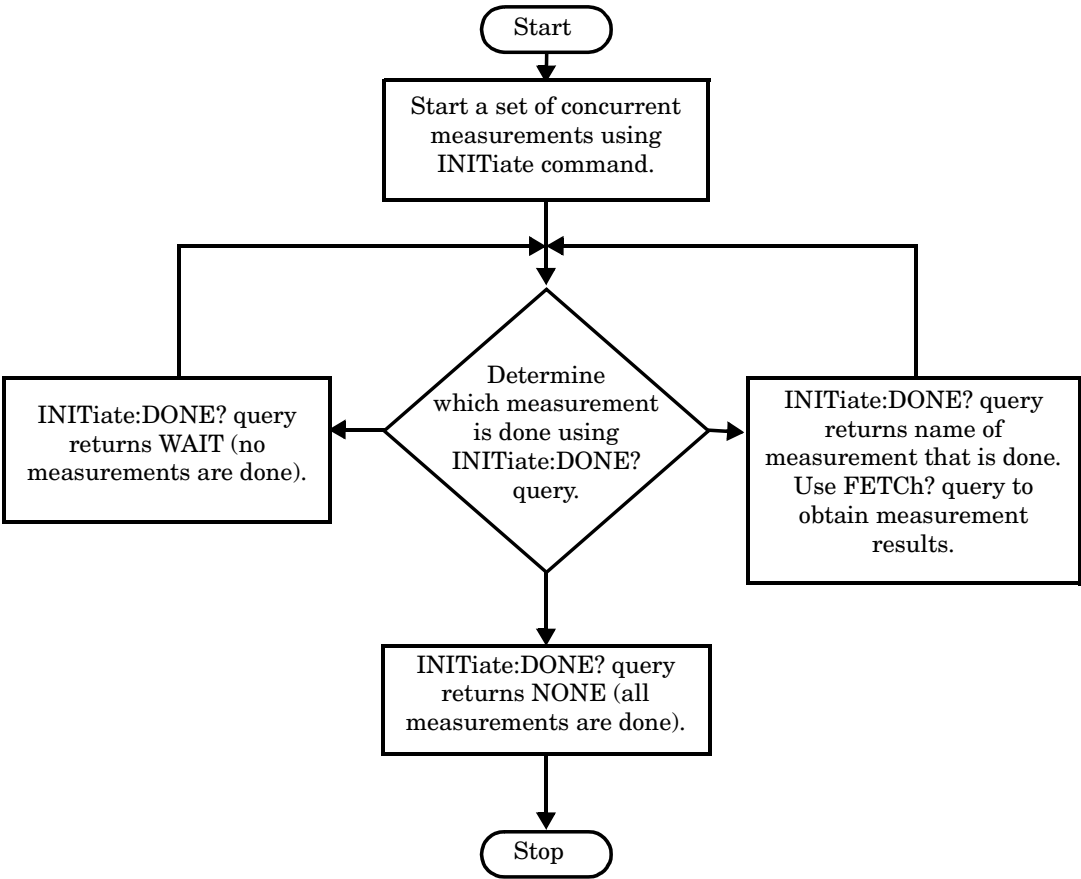 Start
Start a set of concurrent
measurements using
INITiate command.
Determine
which measurement
is done using
INITiate:DONE?
query.
INITiate:DONE? query
returns WAIT (no
measurements are done).
INITiate:DONE? query
returns name of
measurement that is done.
Use FETCh? query to
obtain measurement
results.
INITiate:DONE? query
returns NONE (all
measurements are done).
Stop